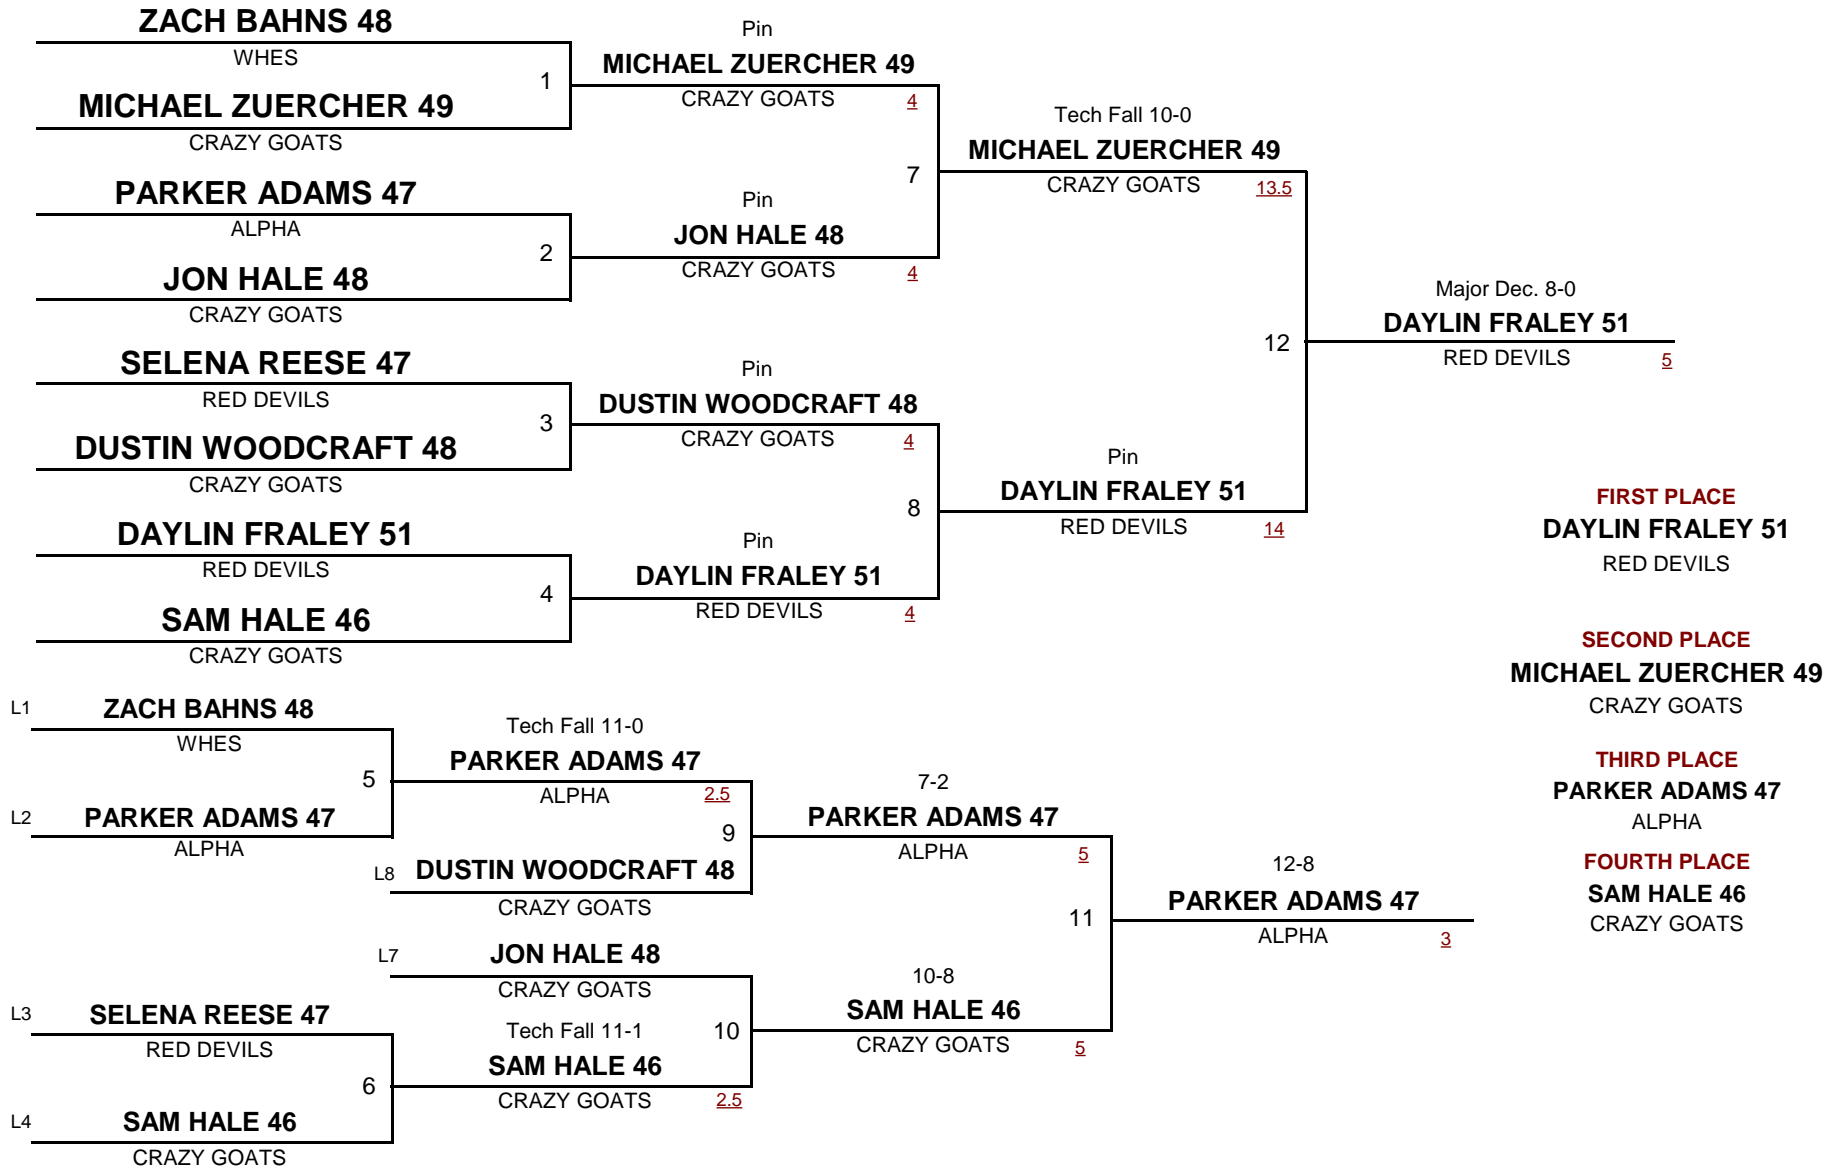 ZACH BAHNS 48
WHES
1
MICHAEL ZUERCHER 49
CRAZY GOATS
PARKER ADAMS 47
ALPHA
2
JON HALE 48
CRAZY GOATS
SELENA REESE 47
RED DEVILS
3
DUSTIN WOODCRAFT 48
CRAZY GOATS
DAYLIN FRALEY 51
RED DEVILS
4
SAM HALE 46
CRAZY GOATS
Pin
MICHAEL ZUERCHER 49
CRAZY GOATS 4
7
Pin
JON HALE 48
CRAZY GOATS 4
Pin
DUSTIN WOODCRAFT 48
CRAZY GOATS 4
8
Pin
DAYLIN FRALEY 51
RED DEVILS 4
Tech Fall 10-0
MICHAEL ZUERCHER 49
CRAZY GOATS 13.5
12
Pin
DAYLIN FRALEY 51
RED DEVILS 14
Major Dec. 8-0
DAYLIN FRALEY 51
RED DEVILS 5
FIRST PLACE
DAYLIN FRALEY 51
RED DEVILS
SECOND PLACE
MICHAEL ZUERCHER 49
CRAZY GOATS
THIRD PLACE
PARKER ADAMS 47
ALPHA
FOURTH PLACE
SAM HALE 46
CRAZY GOATS
L1 ZACH BAHNS 48
WHES
5
L2 PARKER ADAMS 47
ALPHA
L3 SELENA REESE 47
RED DEVILS
6
L4 SAM HALE 46
CRAZY GOATS
Tech Fall 11-0
PARKER ADAMS 47
ALPHA 2.5
9
L8 DUSTIN WOODCRAFT 48
CRAZY GOATS
L7 JON HALE 48
CRAZY GOATS
10
Tech Fall 11-1
SAM HALE 46
CRAZY GOATS 2.5
7-2
PARKER ADAMS 47
ALPHA 5
11
10-8
SAM HALE 46
CRAZY GOATS 5
12-8
PARKER ADAMS 47
ALPHA 3